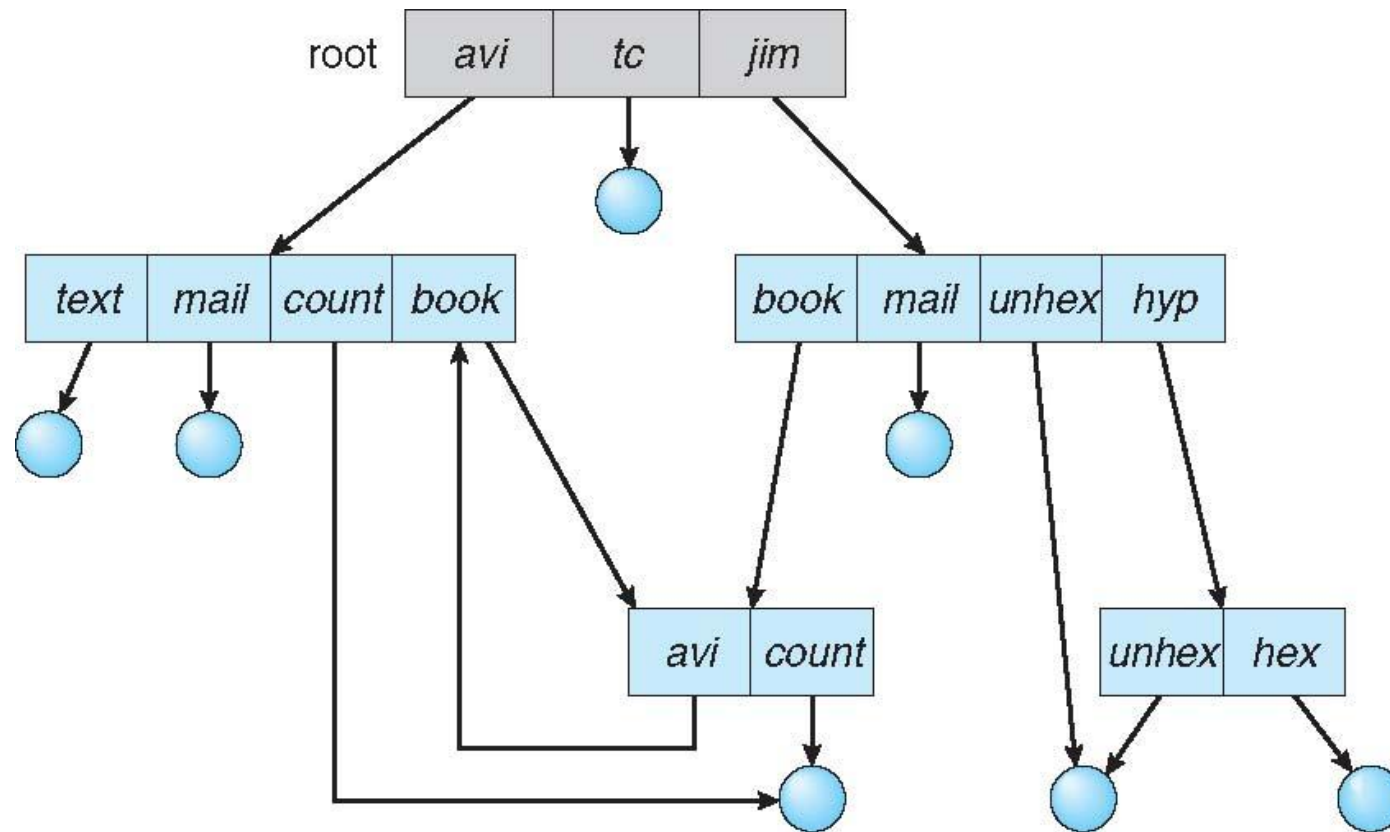 root avi tc jim
text mail count book
book mail unhex hyp
avi count
unhex hex